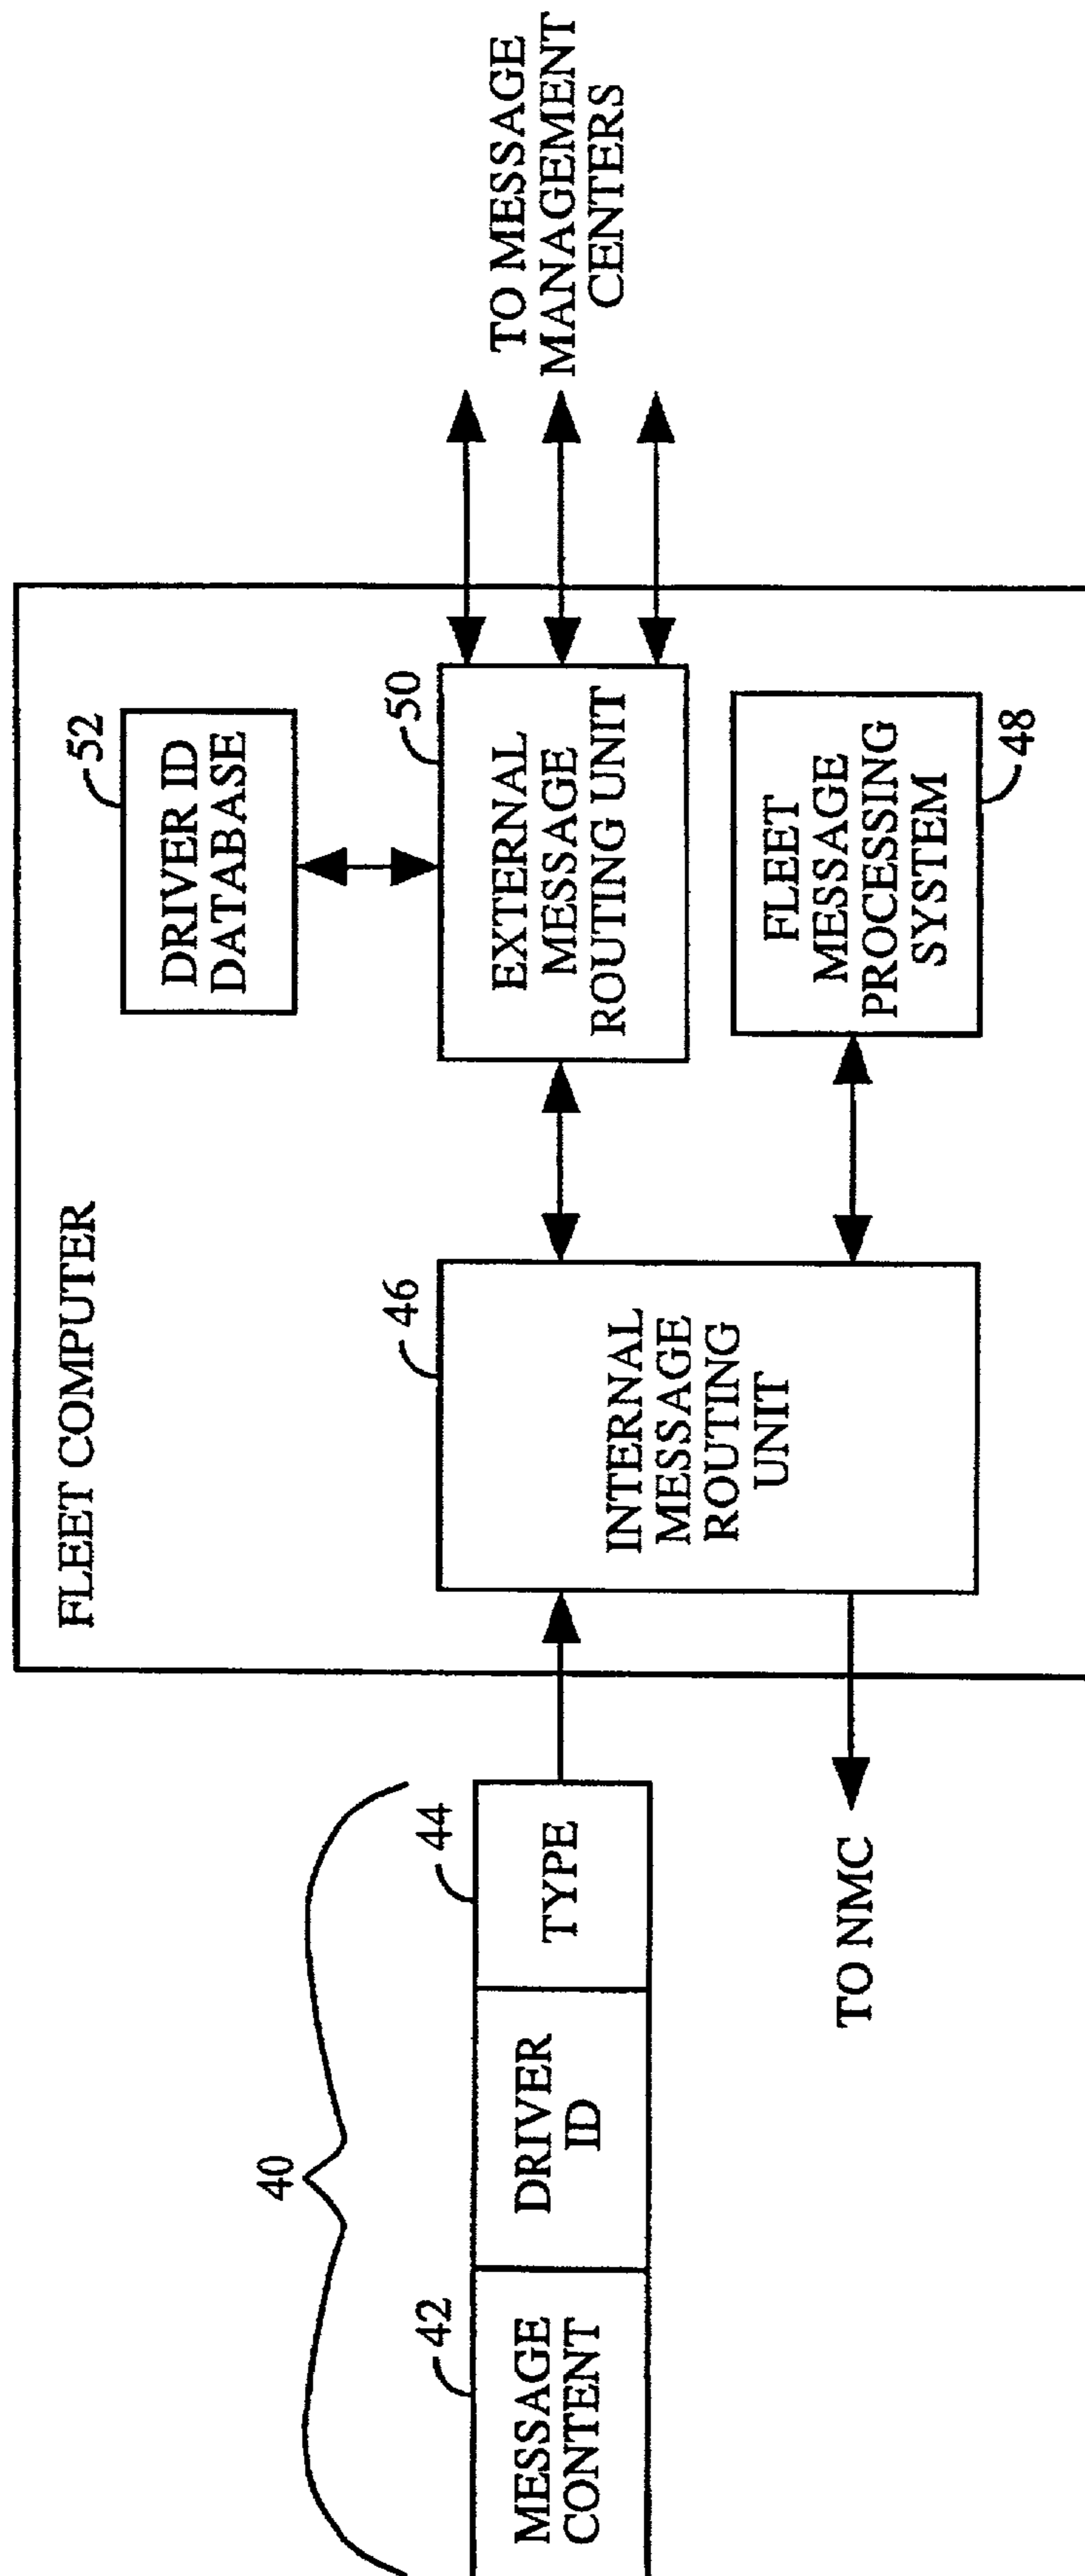 FLEET COMPUTER
52
DRIVER ID
DATABASE
40
42
44
46
50
MESSAGE
CONTENT
DRIVER
ID
TYPE
INTERNAL
MESSAGE
ROUTING
UNIT
EXTERNAL
MESSAGE
ROUTING UNIT
TO MESSAGE
MANAGEMENT
CENTERS
TO NMC
FLEET
MESSAGE
PROCESSING
SYSTEM
48